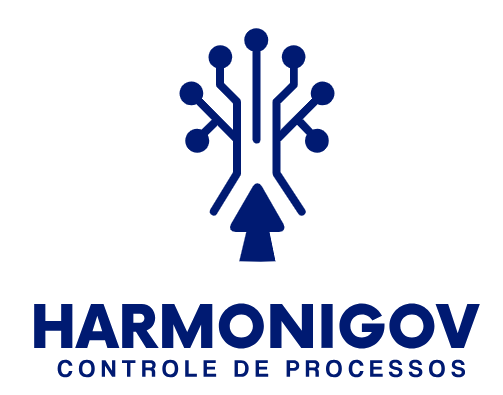 HARMONIGOV
CONTROLE DE PROCESSOS